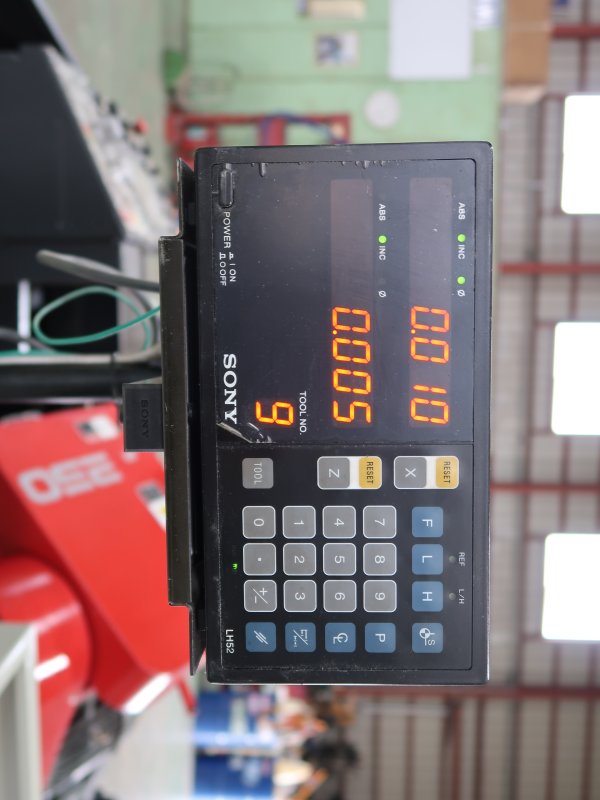 ABS INC Ø
0.010
ABS INC Ø
0.005
TOOL NO.
9
POWER ON
OFF
SONY
RESET
X
RESET
Z
TOOL
REF L/H
F L H
7 8 9 P
4 5 6
1 2 3
0 . +/-
LH52
SONY